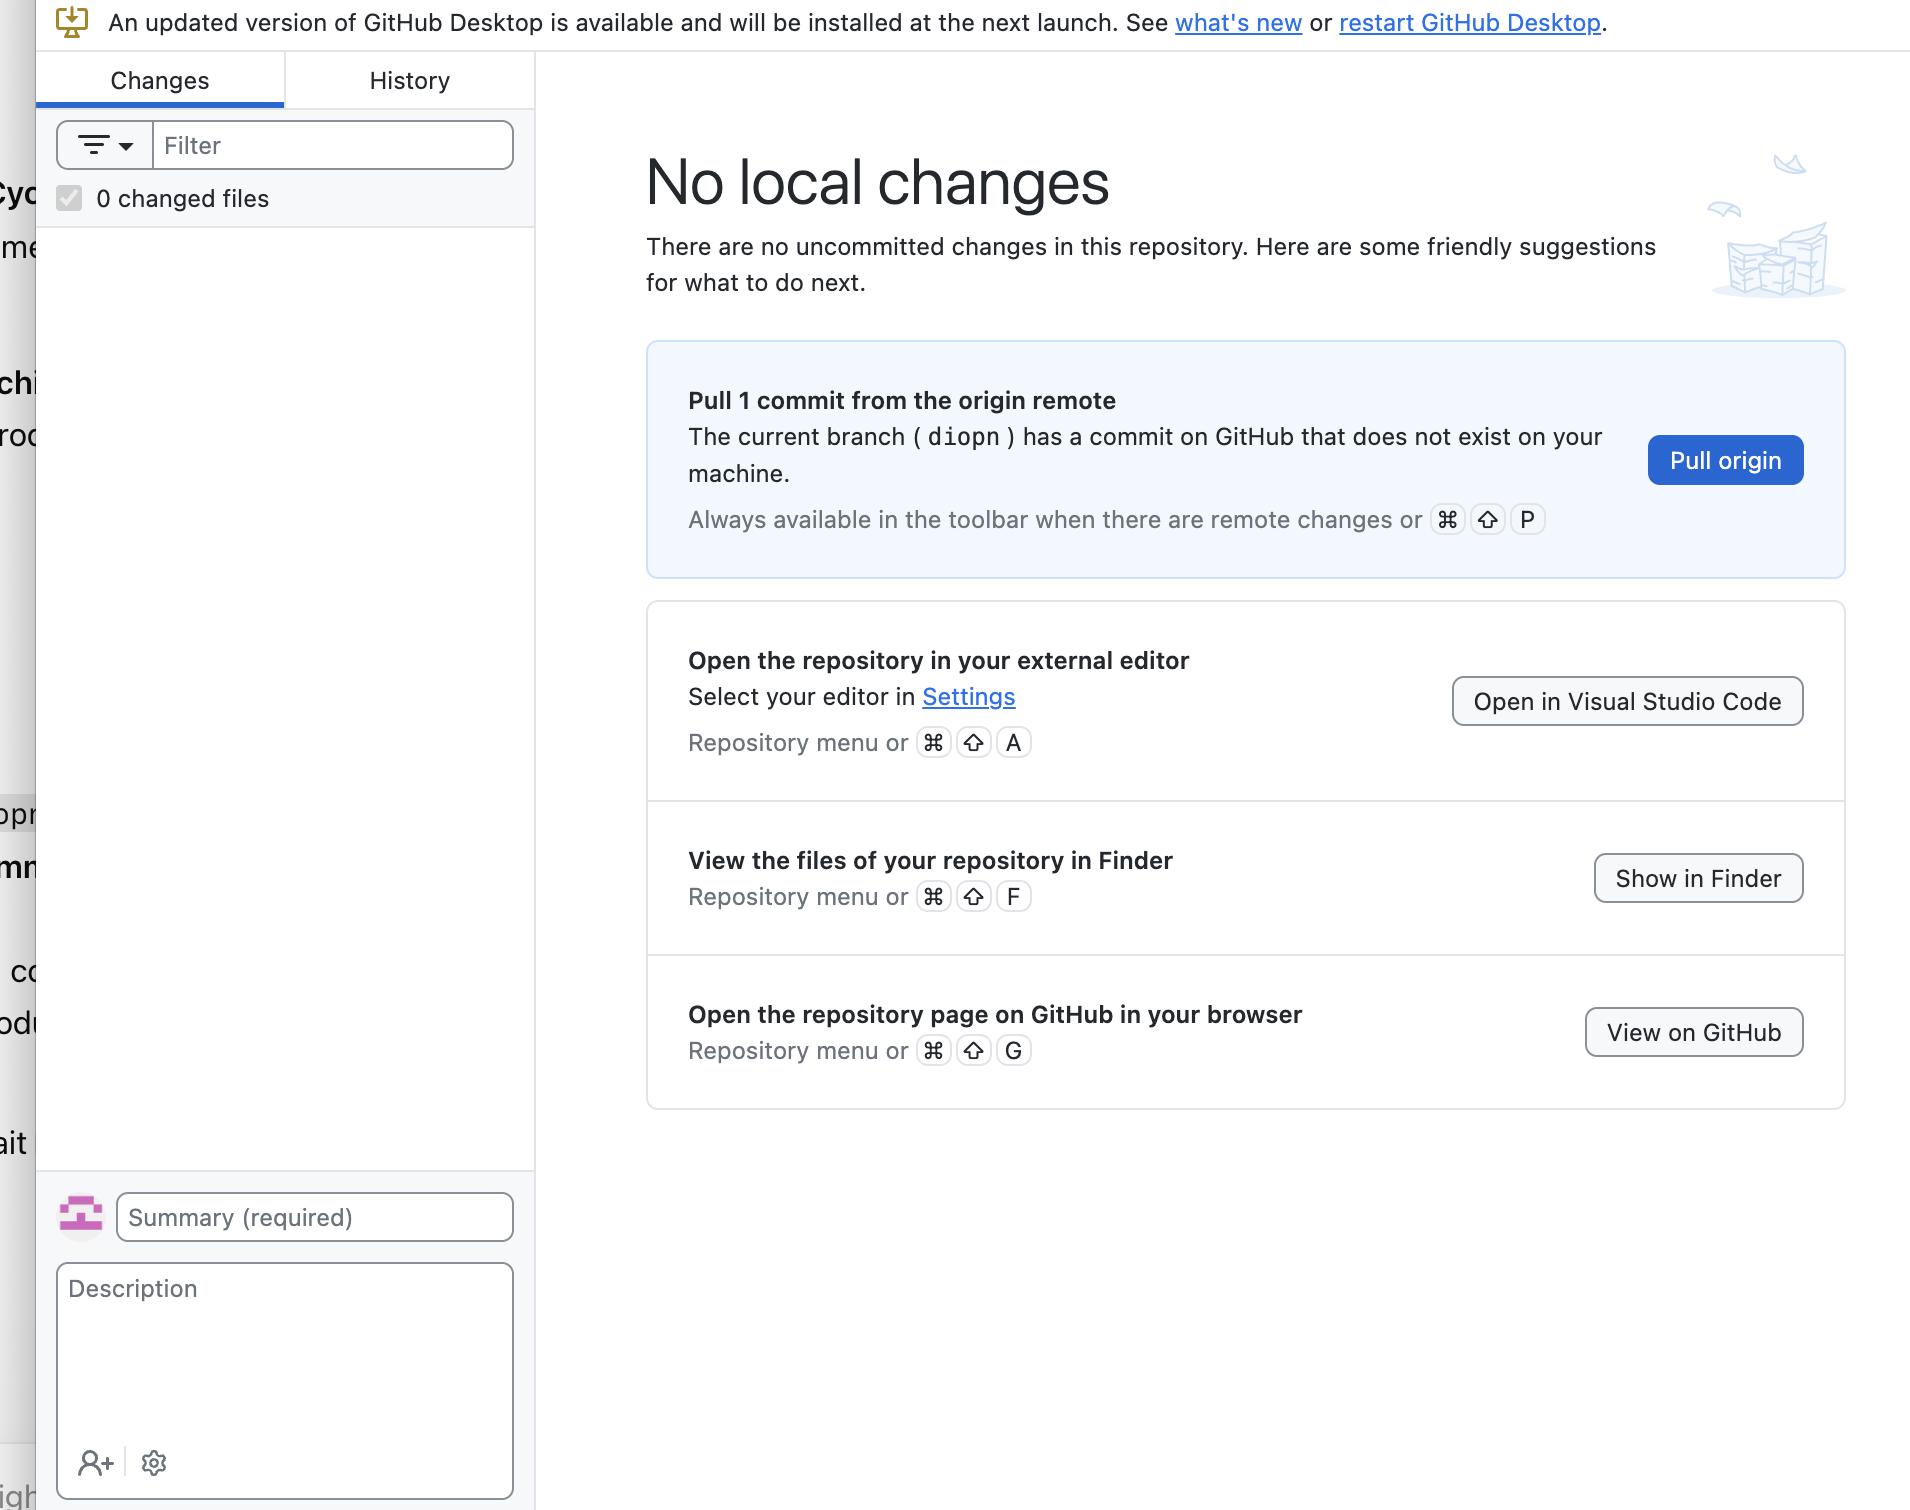 An updated version of GitHub Desktop is available and will be installed at the next launch. See what's new or restart GitHub Desktop.
Changes
History
Filter
0 changed files
No local changes
There are no uncommitted changes in this repository. Here are some friendly suggestions
for what to do next.
Pull 1 commit from the origin remote
The current branch ( diopn ) has a commit on GitHub that does not exist on your
machine.
Pull origin
Always available in the toolbar when there are remote changes or ⌘ ⇧ P
Open the repository in your external editor
Select your editor in Settings
Repository menu or ⌘ ⇧ A
Open in Visual Studio Code
View the files of your repository in Finder
Repository menu or ⌘ ⇧ F
Show in Finder
Open the repository page on GitHub in your browser
Repository menu or ⌘ ⇧ G
View on GitHub
Summary (required)
Description